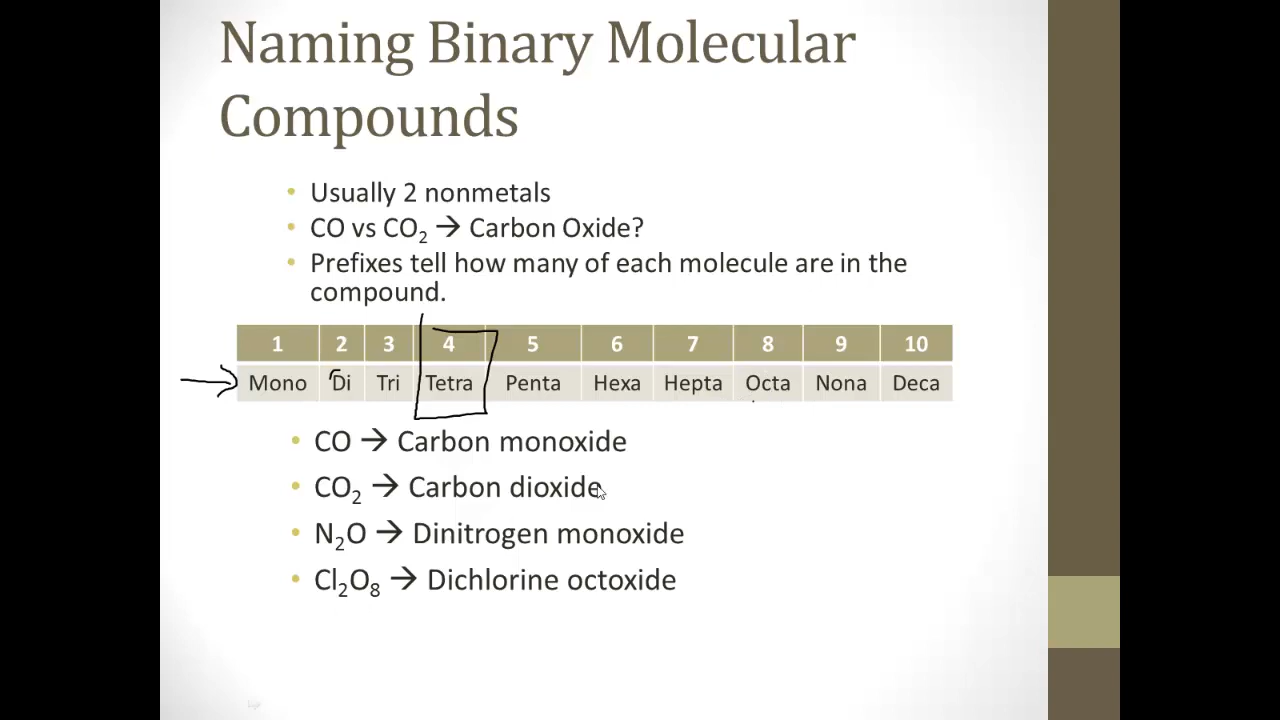 Naming Binary Molecular
Compounds
• Usually 2 nonmetals
• CO vs CO₂ → Carbon Oxide?
• Prefixes tell how many of each molecule are in the
compound.
1 2 3 4 5 6 7 8 9 10
Mono Di Tri Tetra Penta Hexa Hepta Octa Nona Deca
• CO → Carbon monoxide
• CO₂ → Carbon dioxide
• N₂O → Dinitrogen monoxide
• Cl₂O₈ → Dichlorine octoxide